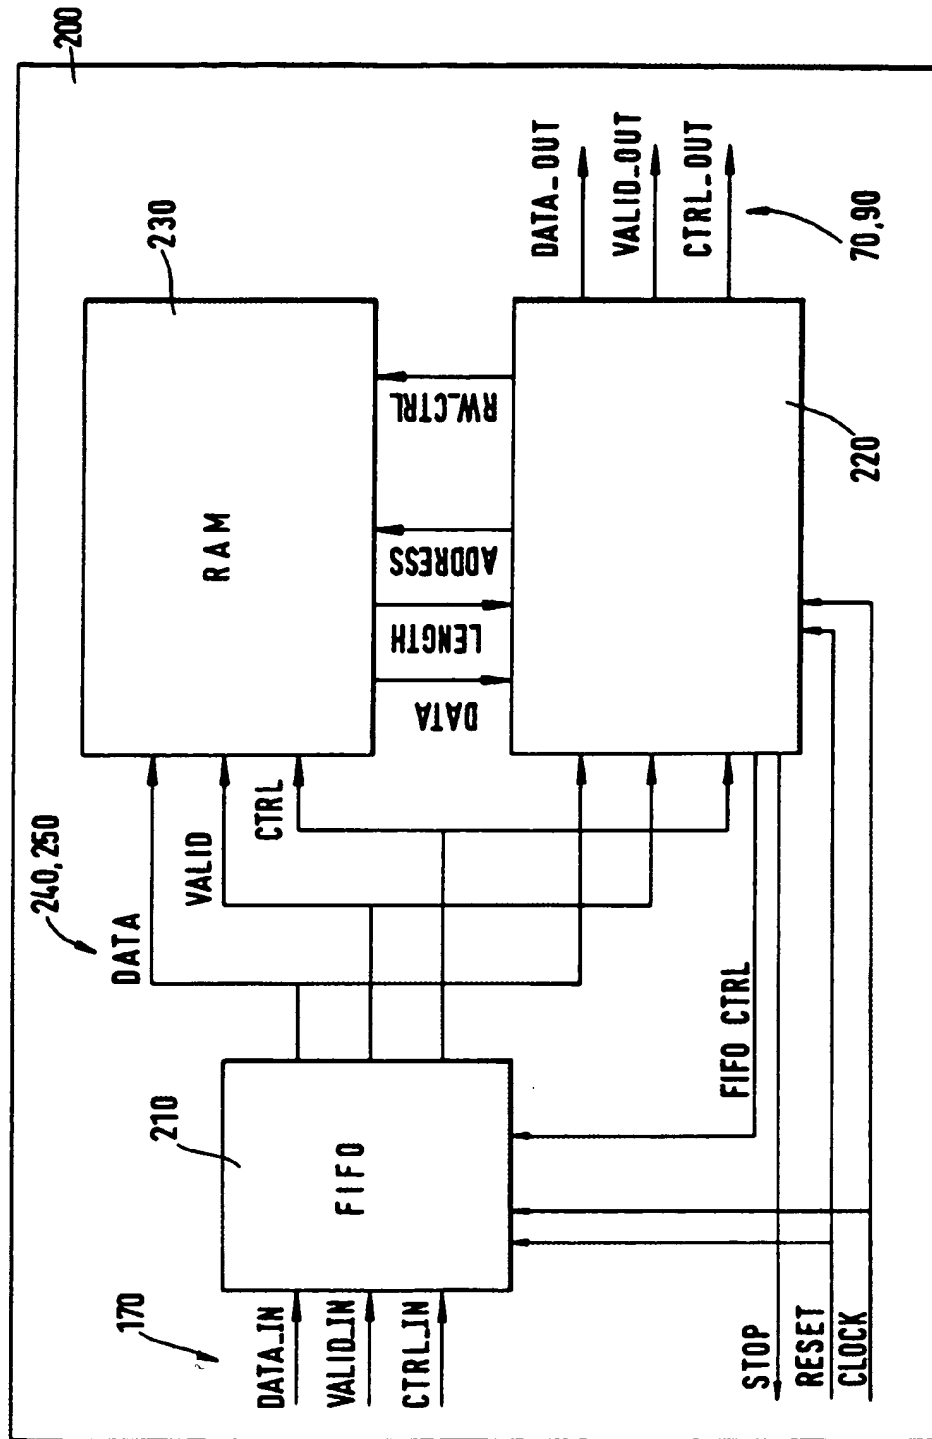 200
230
RAM
DATA_OUT
VALID_OUT
CTRL_OUT
70,90
RW_CTRL
ADDRESS
LENGTH
DATA
220
240,250
DATA
VALID
CTRL
210
FIFO
FIFO CTRL
170
DATA_IN
VALID_IN
CTRL_IN
STOP
RESET
CLOCK